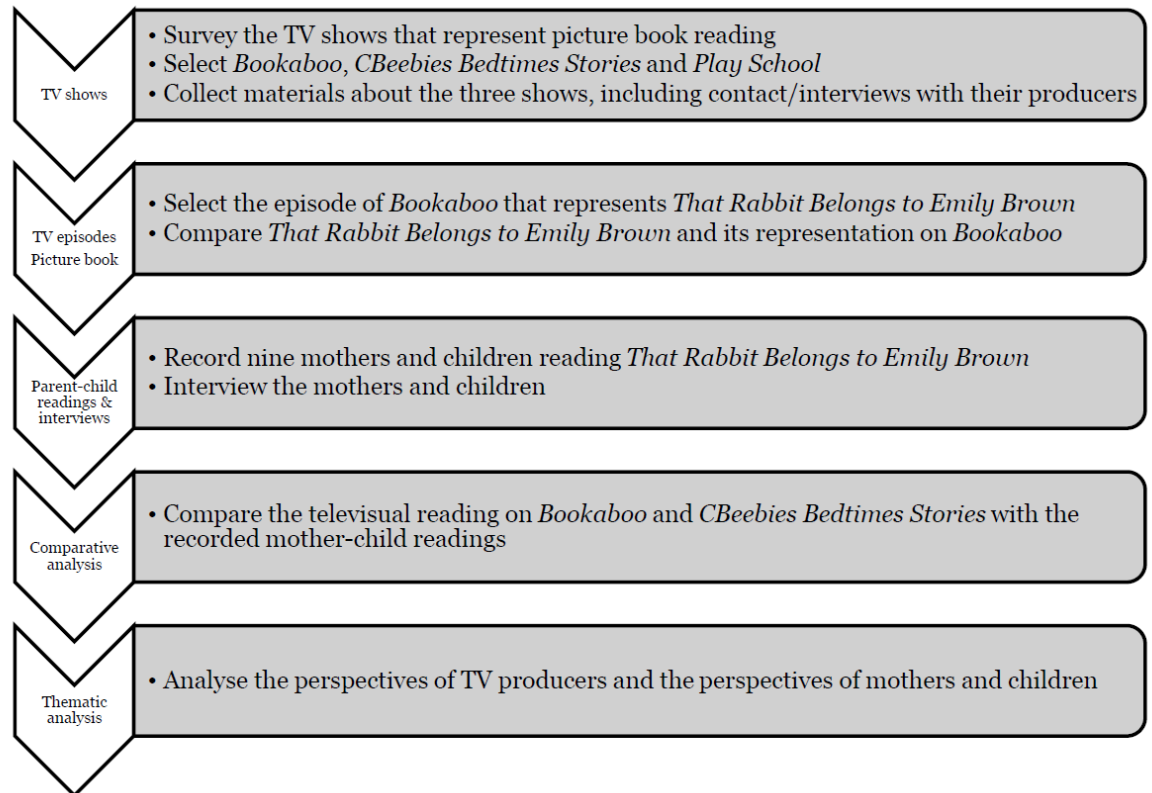 TV shows
• Survey the TV shows that represent picture book reading
• Select Bookaboo, CBeebies Bedtimes Stories and Play School
• Collect materials about the three shows, including contact/interviews with their producers
TV episodes
Picture book
• Select the episode of Bookaboo that represents That Rabbit Belongs to Emily Brown
• Compare That Rabbit Belongs to Emily Brown and its representation on Bookaboo
Parent-child
readings &
interviews
• Record nine mothers and children reading That Rabbit Belongs to Emily Brown
• Interview the mothers and children
Comparative
analysis
• Compare the televisual reading on Bookaboo and CBeebies Bedtimes Stories with the
recorded mother-child readings
Thematic
analysis
• Analyse the perspectives of TV producers and the perspectives of mothers and children